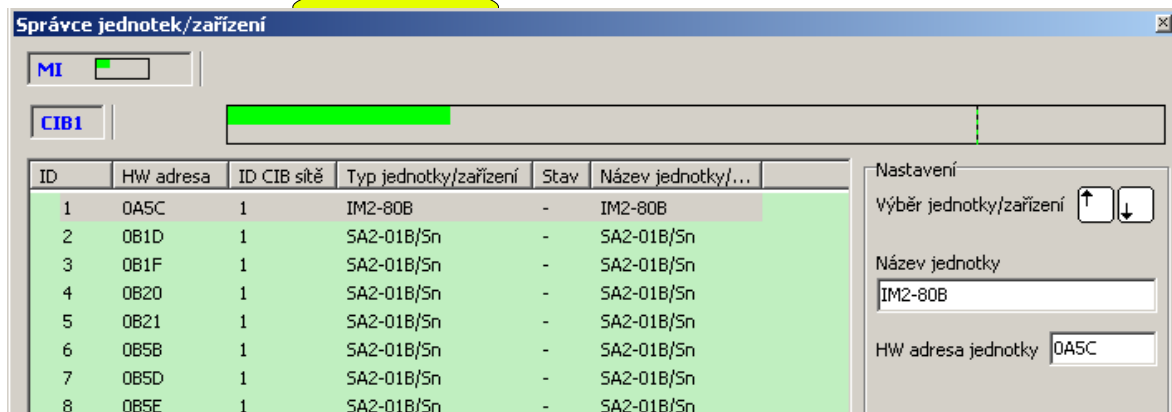 Správce jednotek/zařízení
MI
CIB1
ID HW adresa ID CIB sítě Typ jednotky/zařízení Stav Název jednotky/...
1 0A5C 1 IM2-80B - IM2-80B
2 0B1D 1 SA2-01B/Sn - SA2-01B/Sn
3 0B1F 1 SA2-01B/Sn - SA2-01B/Sn
4 0B20 1 SA2-01B/Sn - SA2-01B/Sn
5 0B21 1 SA2-01B/Sn - SA2-01B/Sn
6 0B5B 1 SA2-01B/Sn - SA2-01B/Sn
7 0B5D 1 SA2-01B/Sn - SA2-01B/Sn
8 0B5E 1 SA2-01B/Sn - SA2-01B/Sn
Nastavení
Výběr jednotky/zařízení
Název jednotky
IM2-80B
HW adresa jednotky 0A5C